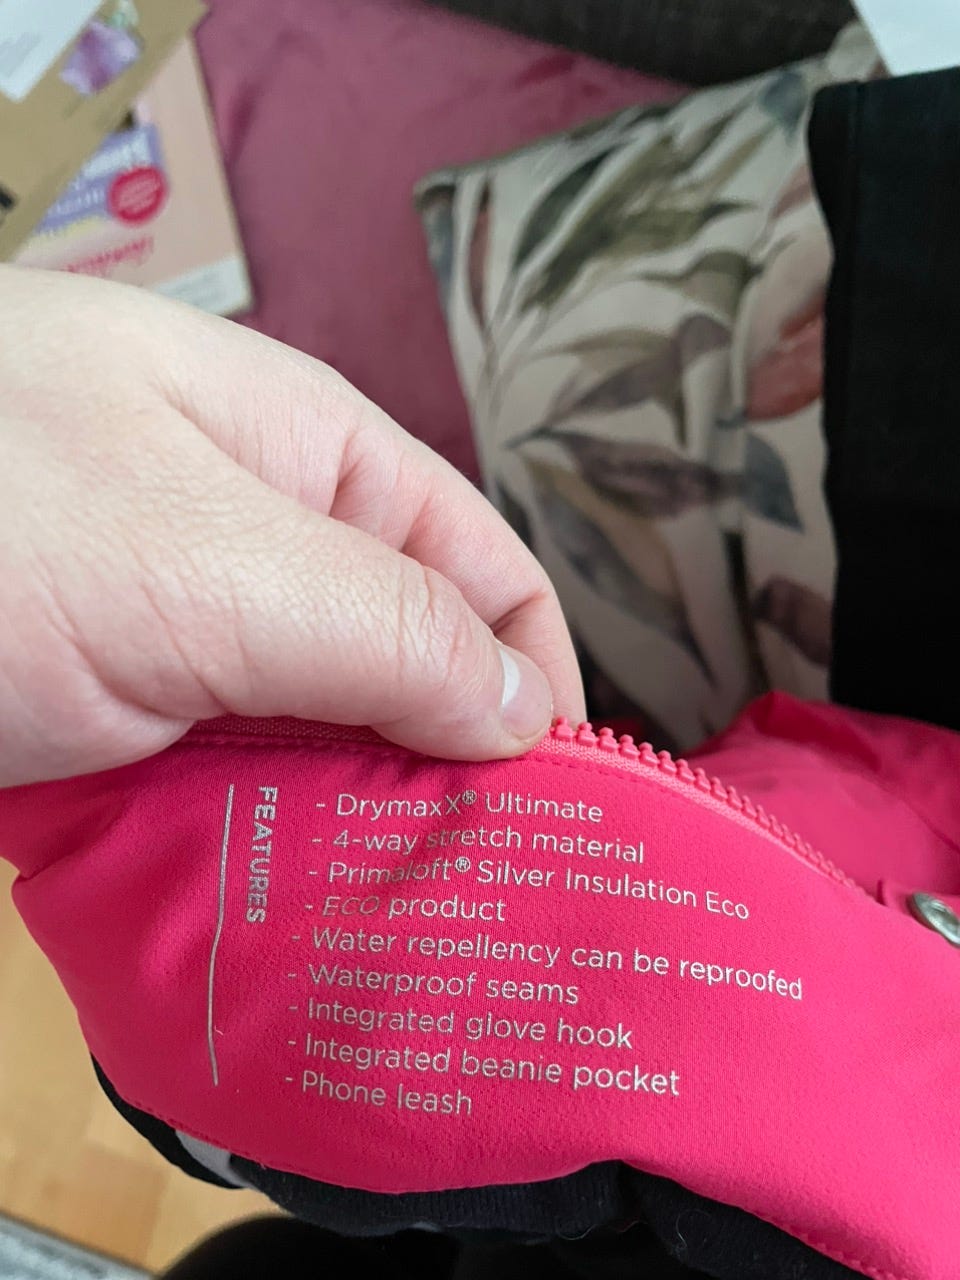 FEATURES
- DrymaxX® Ultimate
- 4-way stretch material
- Primaloft® Silver Insulation Eco
- ECO product
- Water repellency can be reproofed
- Waterproof seams
- Integrated glove hook
- Integrated beanie pocket
- Phone leash